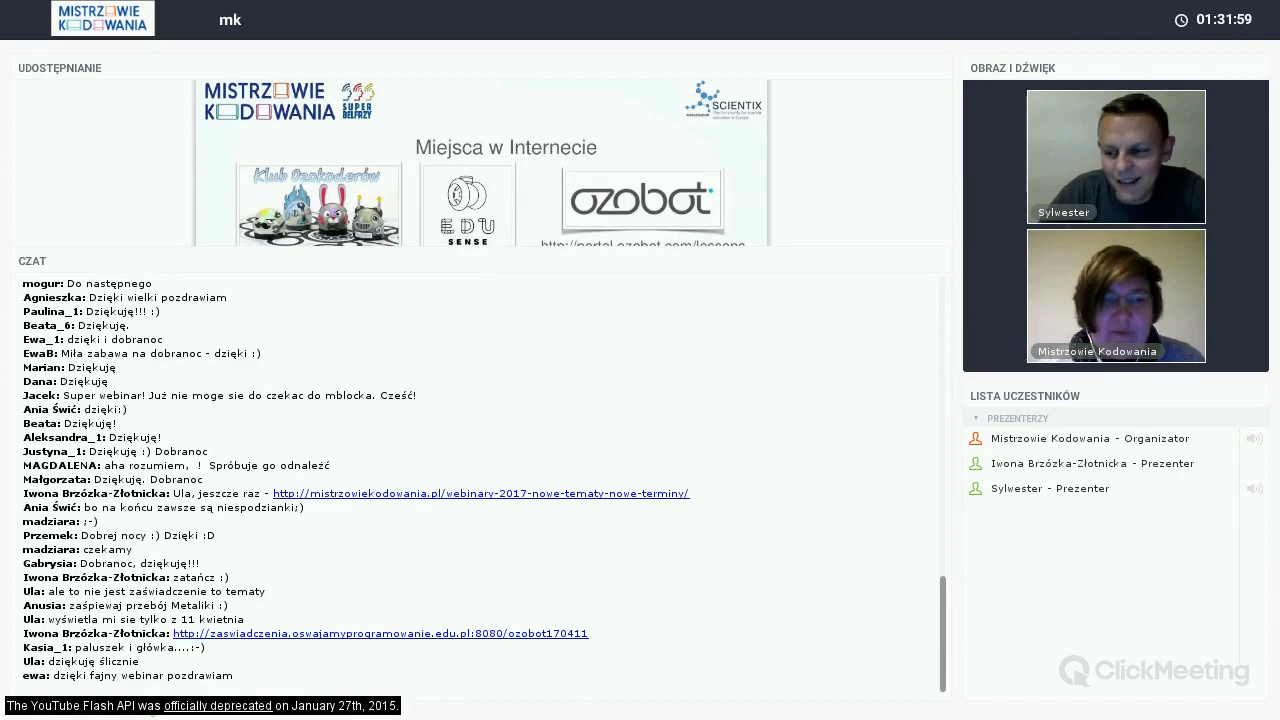 MISTRZOWIE
KODOWANIA
mk
01:31:59
UDOSTĘPNIANIE
MISTRZOWIE
KODOWANIA
SUPER
BELFRZY
SCIENTIX
Miejsca w Internecie
Klub Ozokoderów
EDU
SENSE
ozobot
http://portal.ozobot.com/lessons
CZAT
mogur: Do następnego
Agnieszka: Dzięki wielki pozdrawiam
Paulina_1: Dziękuję!!! :)
Beata_6: Dziękuję.
Ewa_1: dzięki i dobranoc
EwaB: Miła zabawa na dobranoc - dzięki :)
Marian: Dziękuję
Dana: Dziękuję
Jacek: Super webinar! Już nie moge sie do czekac do mblocka. Cześć!
Ania Świć: dzięki:)
Beata: Dziękuję!
Aleksandra_1: Dziękuję!
Justyna_1: Dziękuję :) Dobranoc
MAGDALENA: aha rozumiem, ! Spróbuje go odnaleźć
Małgorzata: Dziękuję. Dobranoc
Iwona Brzózka-Złotnicka: Ula, jeszcze raz - http://mistrzowiekodowania.pl/webinary-2017-nowe-tematy-nowe-terminy/
Ania Świć: bo na końcu zawsze są niespodzianki;)
madziara: ;-)
Przemek: Dobrej nocy :) Dzięki :D
madziara: czekamy
Gabrysia: Dobranoc, dziękuję!!!
Iwona Brzózka-Złotnicka: zatańcz :)
Ula: ale to nie jest zaświadczenie to tematy
Anusia: zaśpiewaj przebój Metaliki :)
Ula: wyświetla mi sie tylko z 11 kwietnia
Iwona Brzózka-Złotnicka: http://zaswiadczenia.oswajamyprogramowanie.edu.pl:8080/ozobot170411
Kasia_1: paluszek i główka....:-)
Ula: dziękuję ślicznie
ewa: dzięki fajny webinar pozdrawiam
The YouTube Flash API was officially deprecated on January 27th, 2015.
OBRAZ I DŹWIĘK
Sylwester
Mistrzowie Kodowania
LISTA UCZESTNIKÓW
PREZENTERZY
Mistrzowie Kodowania - Organizator
Iwona Brzózka-Złotnicka - Prezenter
Sylwester - Prezenter
ClickMeeting